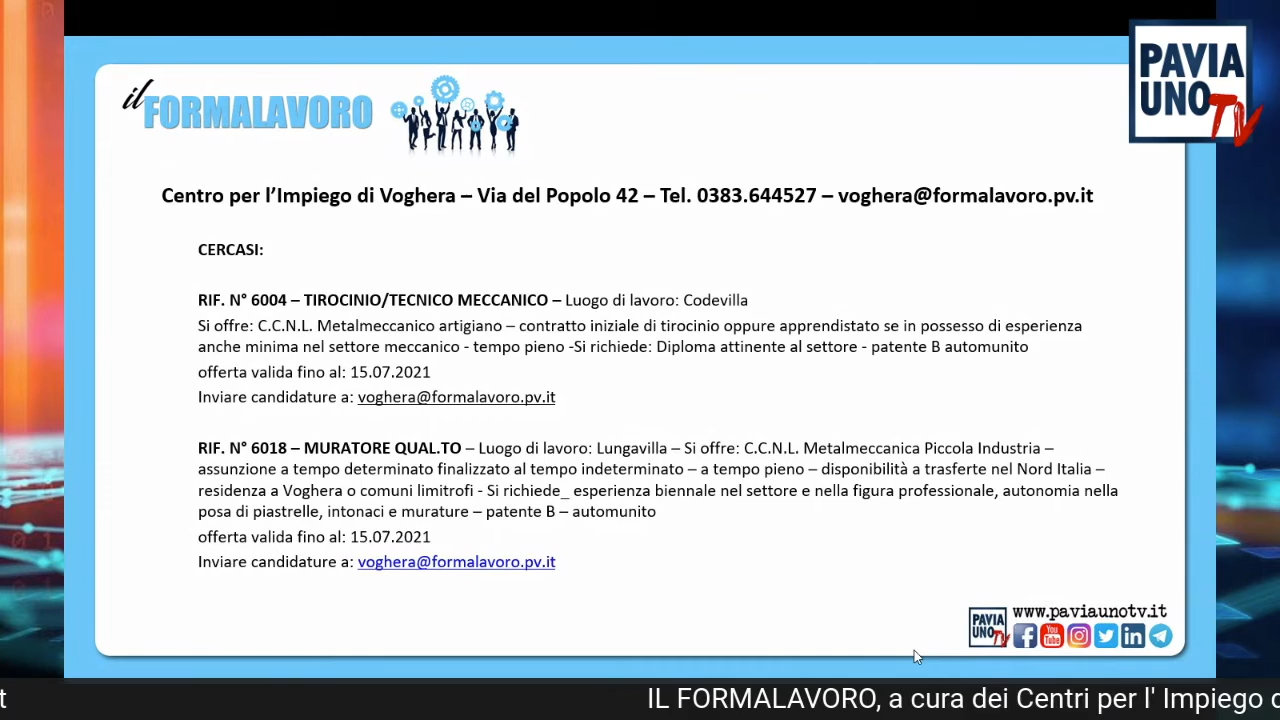 PAVIA
UNO TV
il FORMALAVORO
Centro per l’Impiego di Voghera – Via del Popolo 42 – Tel. 0383.644527 – voghera@formalavoro.pv.it
CERCASI:
RIF. N° 6004 – TIROCINIO/TECNICO MECCANICO – Luogo di lavoro: Codevilla
Si offre: C.C.N.L. Metalmeccanico artigiano – contratto iniziale di tirocinio oppure apprendistato se in possesso di esperienza
anche minima nel settore meccanico - tempo pieno -Si richiede: Diploma attinente al settore - patente B automunito
offerta valida fino al: 15.07.2021
Inviare candidature a: voghera@formalavoro.pv.it
RIF. N° 6018 – MURATORE QUAL.TO – Luogo di lavoro: Lungavilla – Si offre: C.C.N.L. Metalmeccanica Piccola Industria –
assunzione a tempo determinato finalizzato al tempo indeterminato – a tempo pieno – disponibilità a trasferte nel Nord Italia –
residenza a Voghera o comuni limitrofi - Si richiede_ esperienza biennale nel settore e nella figura professionale, autonomia nella
posa di piastrelle, intonaci e murature – patente B – automunito
offerta valida fino al: 15.07.2021
Inviare candidature a: voghera@formalavoro.pv.it
www.paviaunotv.it
PAVIA
UNO TV
You
Tube
in
t
IL FORMALAVORO, a cura dei Centri per l' Impiego